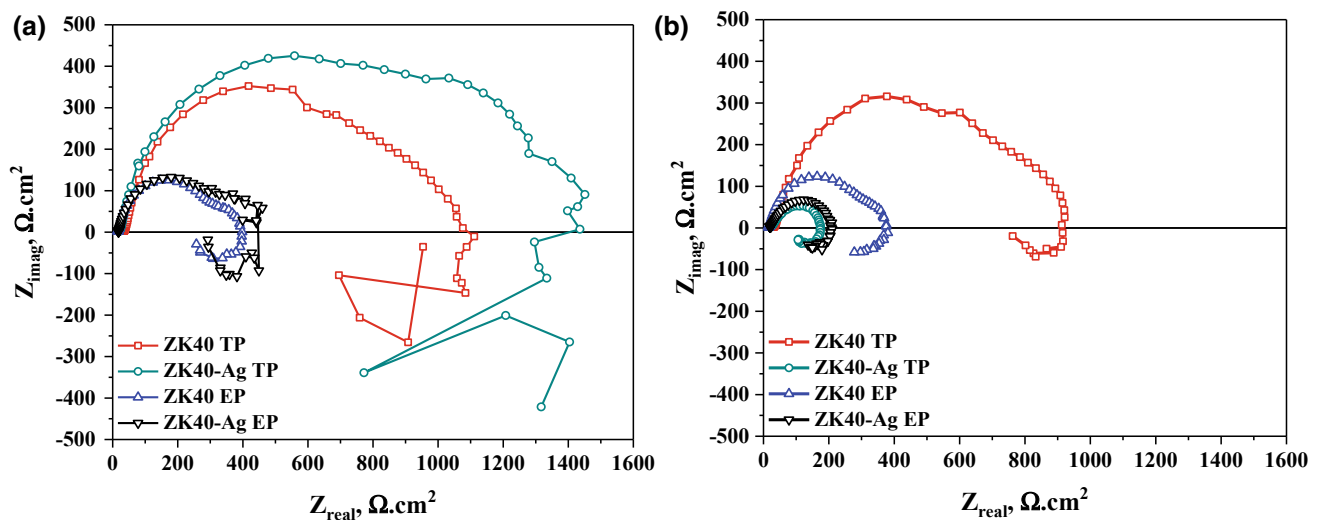 (a)
500
400
300
200
100
0
-100
-200
-300
-400
-500
Z_imag, Ω.cm²
ZK40 TP
ZK40-Ag TP
ZK40 EP
ZK40-Ag EP
0 200 400 600 800 1000 1200 1400 1600
Z_real, Ω.cm²
(b)
500
400
300
200
100
0
-100
-200
-300
-400
-500
Z_imag, Ω.cm²
ZK40 TP
ZK40-Ag TP
ZK40 EP
ZK40-Ag EP
0 200 400 600 800 1000 1200 1400 1600
Z_real, Ω.cm²